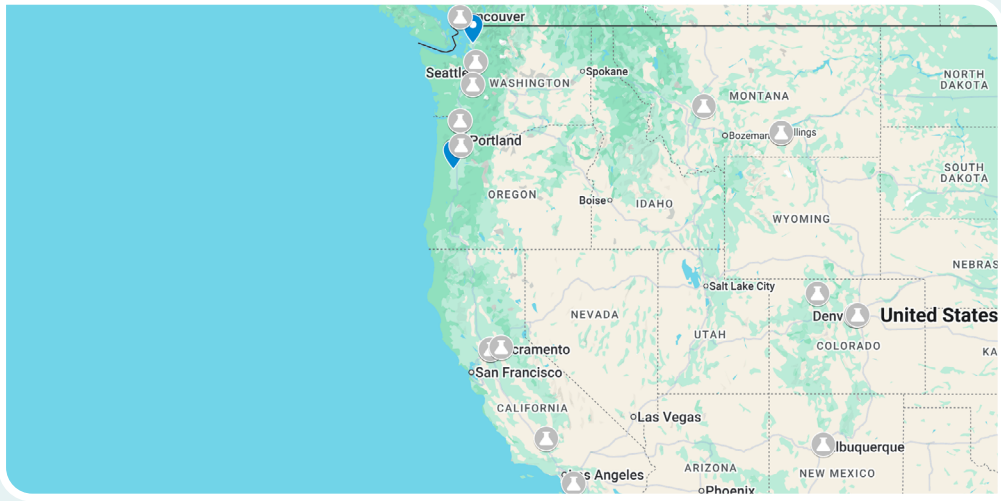 ncouver
Seattle
WASHINGTON
Spokane
MONTANA
NORTH
DAKOTA
Bozeman
llings
Portland
SOUTH
DAKOTA
OREGON
Boise
IDAHO
WYOMING
NEBRAS
Salt Lake City
NEVADA
Denv
United States
UTAH
COLORADO
KA
cramento
San Francisco
CALIFORNIA
Las Vegas
lbuquerque
os Angeles
ARIZONA
NEW MEXICO
Phoenix